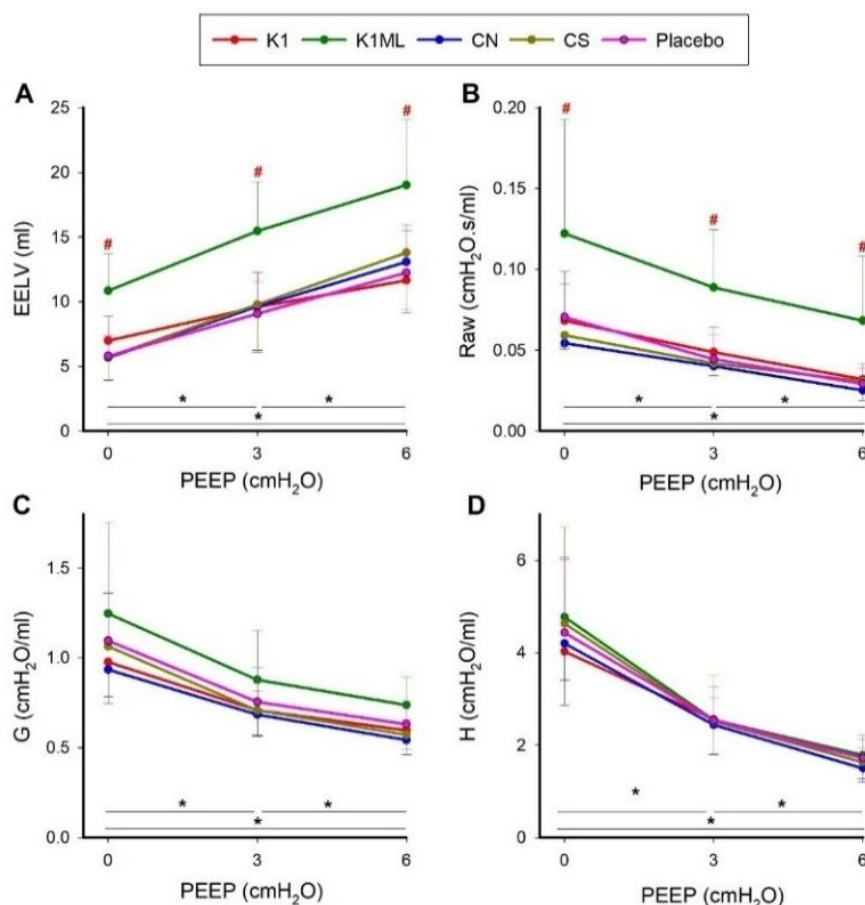 K1 K1ML CN CS Placebo
A
25
20
15
10
5
0
EELV (ml)
# # #
* *
*
0 3 6
PEEP (cmH₂O)
B
0.20
0.15
0.10
0.05
0.00
Raw (cmH₂O.s/ml)
# # #
* *
*
0 3 6
PEEP (cmH₂O)
C
1.5
1.0
0.5
0.0
G (cmH₂O/ml)
* *
*
0 3 6
PEEP (cmH₂O)
D
6
4
2
0
H (cmH₂O/ml)
* *
*
0 3 6
PEEP (cmH₂O)